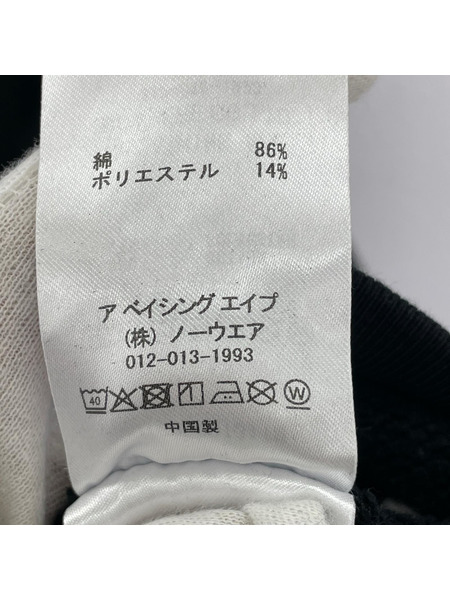 綿 86%
ポリエステル 14%
ア ベイシング エイプ
(株) ノーウエア
012-013-1993
40 W
中国製